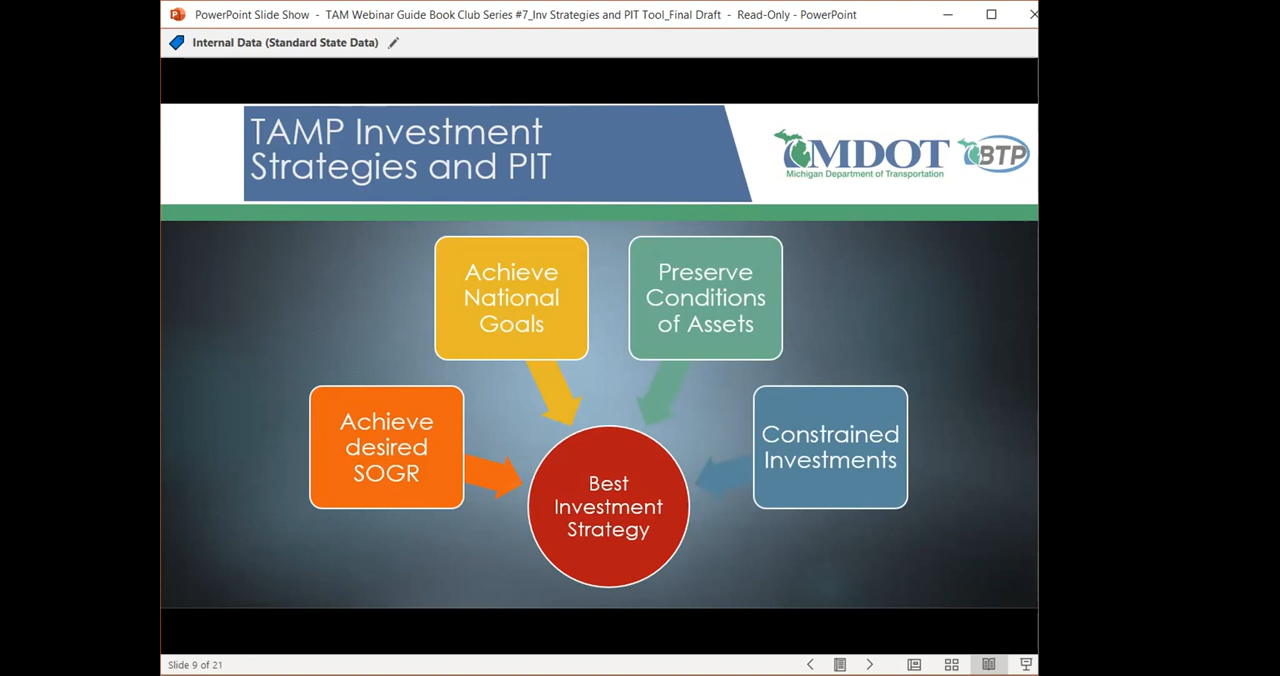 PowerPoint Slide Show - TAM Webinar Guide Book Club Series #7_Inv Strategies and PIT Tool_Final Draft - Read-Only - PowerPoint
Internal Data (Standard State Data)
TAMP Investment
Strategies and PIT
MDOT
Michigan Department of Transportation
BTP
Achieve
National
Goals
Preserve
Conditions
of Assets
Achieve
desired
SOGR
Constrained
Investments
Best
Investment
Strategy
Slide 9 of 21